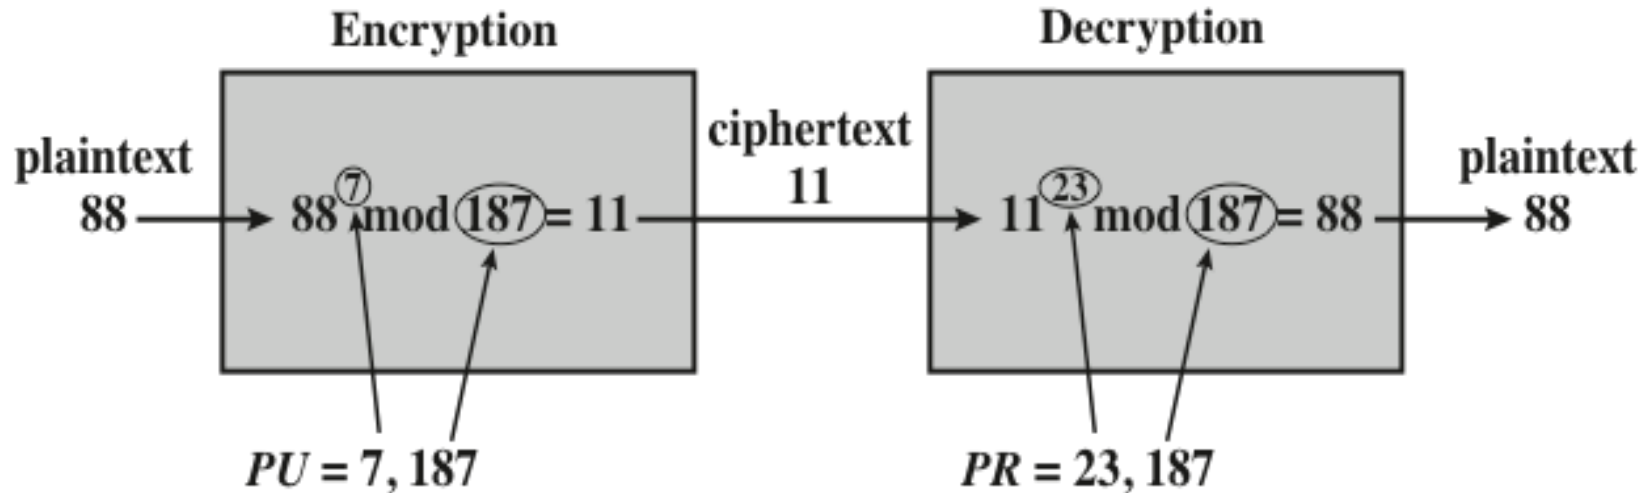 Encryption
Decryption
plaintext
88
88^7 mod 187 = 11
ciphertext
11
11^23 mod 187 = 88
plaintext
88
PU = 7, 187
PR = 23, 187